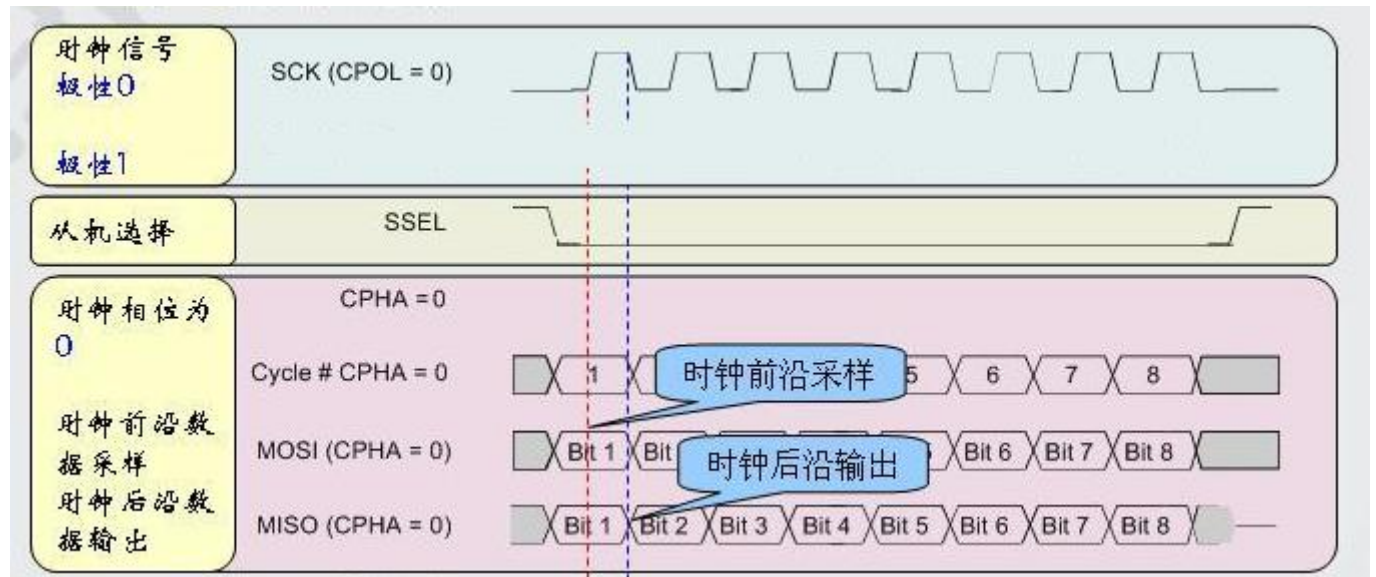 时钟信号
极性0
SCK (CPOL = 0)
极性1
从机选择
SSEL
时钟相位为
0
CPHA = 0
Cycle # CPHA = 0
1
5
6
7
8
时钟前沿采样
时钟前沿数
据采样
时钟后沿数
据输出
MOSI (CPHA = 0)
Bit 1
Bit
Bit 6
Bit 7
Bit 8
时钟后沿输出
MISO (CPHA = 0)
Bit 1
Bit 2
Bit 3
Bit 4
Bit 5
Bit 6
Bit 7
Bit 8